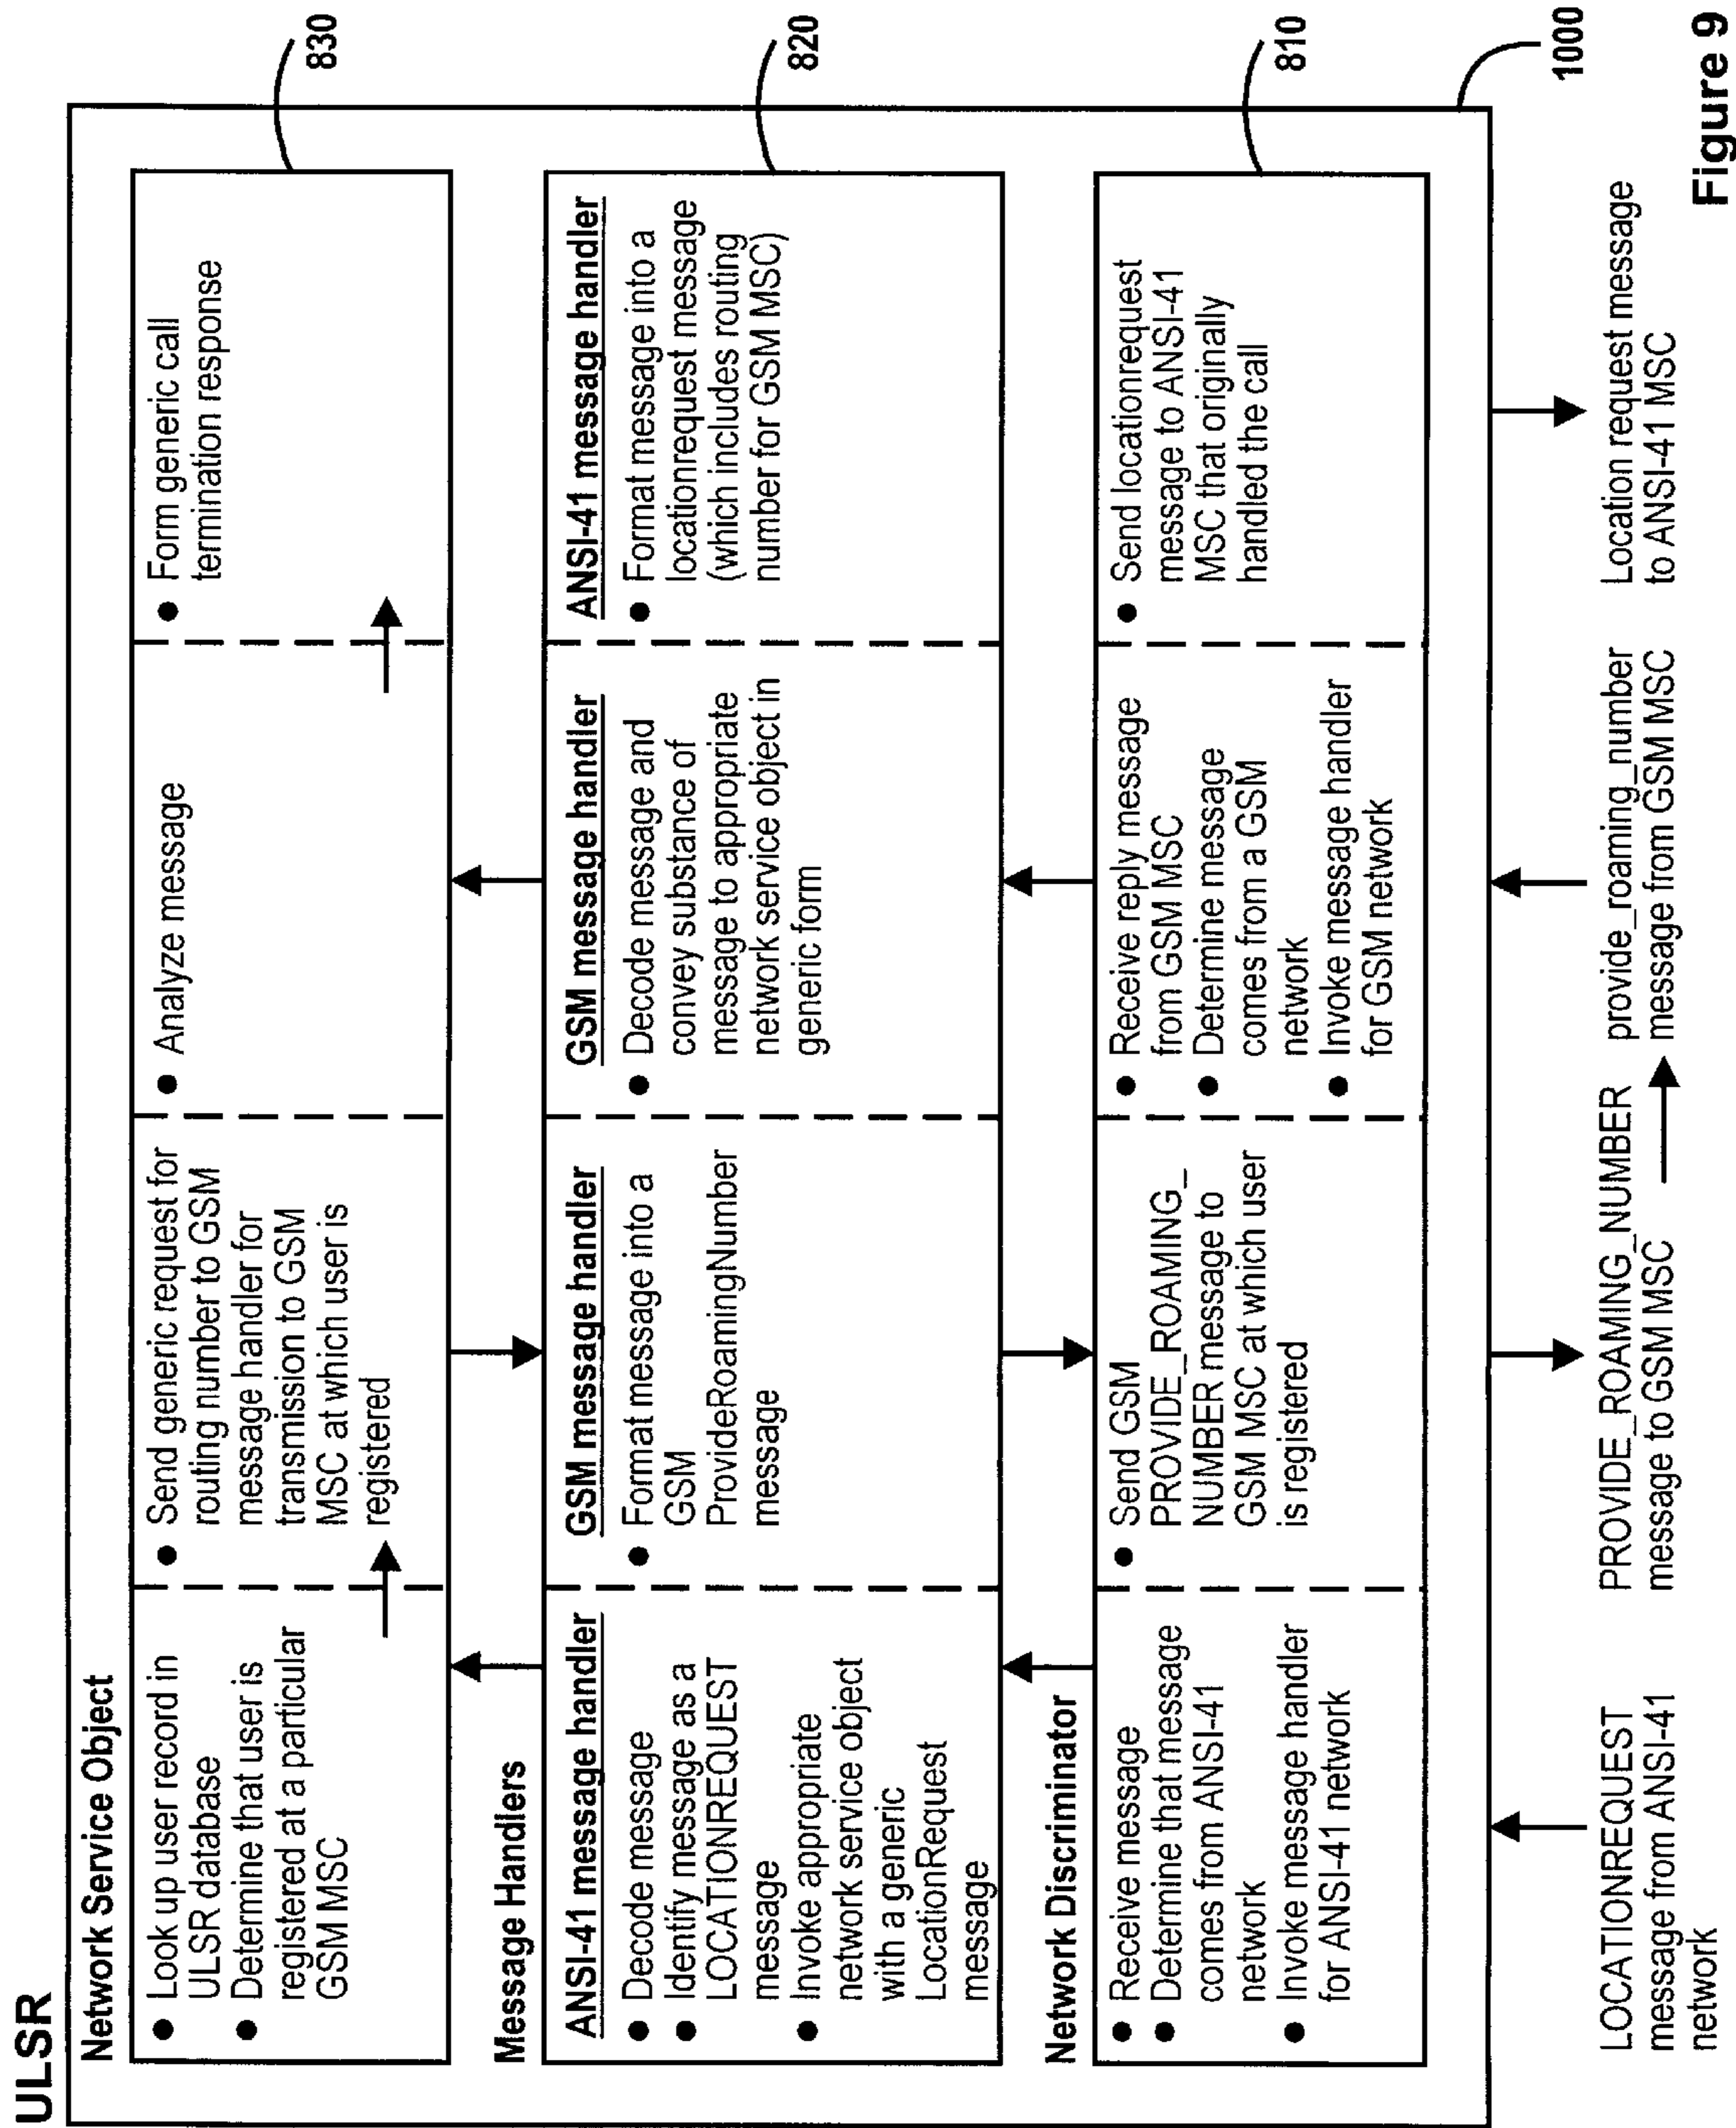 ULSR
Network Service Object
● Look up user record in
ULSR database
● Determine that user is
registered at a particular
GSM MSC
● Send generic request for
routing number to GSM
message handler for
transmission to GSM
MSC at which user is
registered
● Analyze message
● Form generic call
termination response
830
Message Handlers
ANSI-41 message handler
● Decode message
● Identify message as a
LOCATIONREQUEST
message
● Invoke appropriate
network service object
with a generic
LocationRequest
message
GSM message handler
● Format message into a
GSM
ProvideRoamingNumber
message
GSM message handler
● Decode message and
convey substance of
message to appropriate
network service object in
generic form
ANSI-41 message handler
● Format message into a
locationrequest message
(which includes routing
number for GSM MSC)
820
Network Discriminator
● Receive message
● Determine that message
comes from ANSI-41
network
● Invoke message handler
for ANSI-41 network
● Send GSM
PROVIDE_ROAMING_
NUMBER message to
GSM MSC at which user
is registered
● Receive reply message
from GSM MSC
● Determine message
comes from a GSM
network
● Invoke message handler
for GSM network
● Send locationrequest
message to ANSI-41
MSC that originally
handled the call
810
1000
LOCATIONREQUEST
message from ANSI-41
network
PROVIDE_ROAMING_NUMBER
message to GSM MSC
provide_roaming_number
message from GSM MSC
Location request message
to ANSI-41 MSC
Figure 9